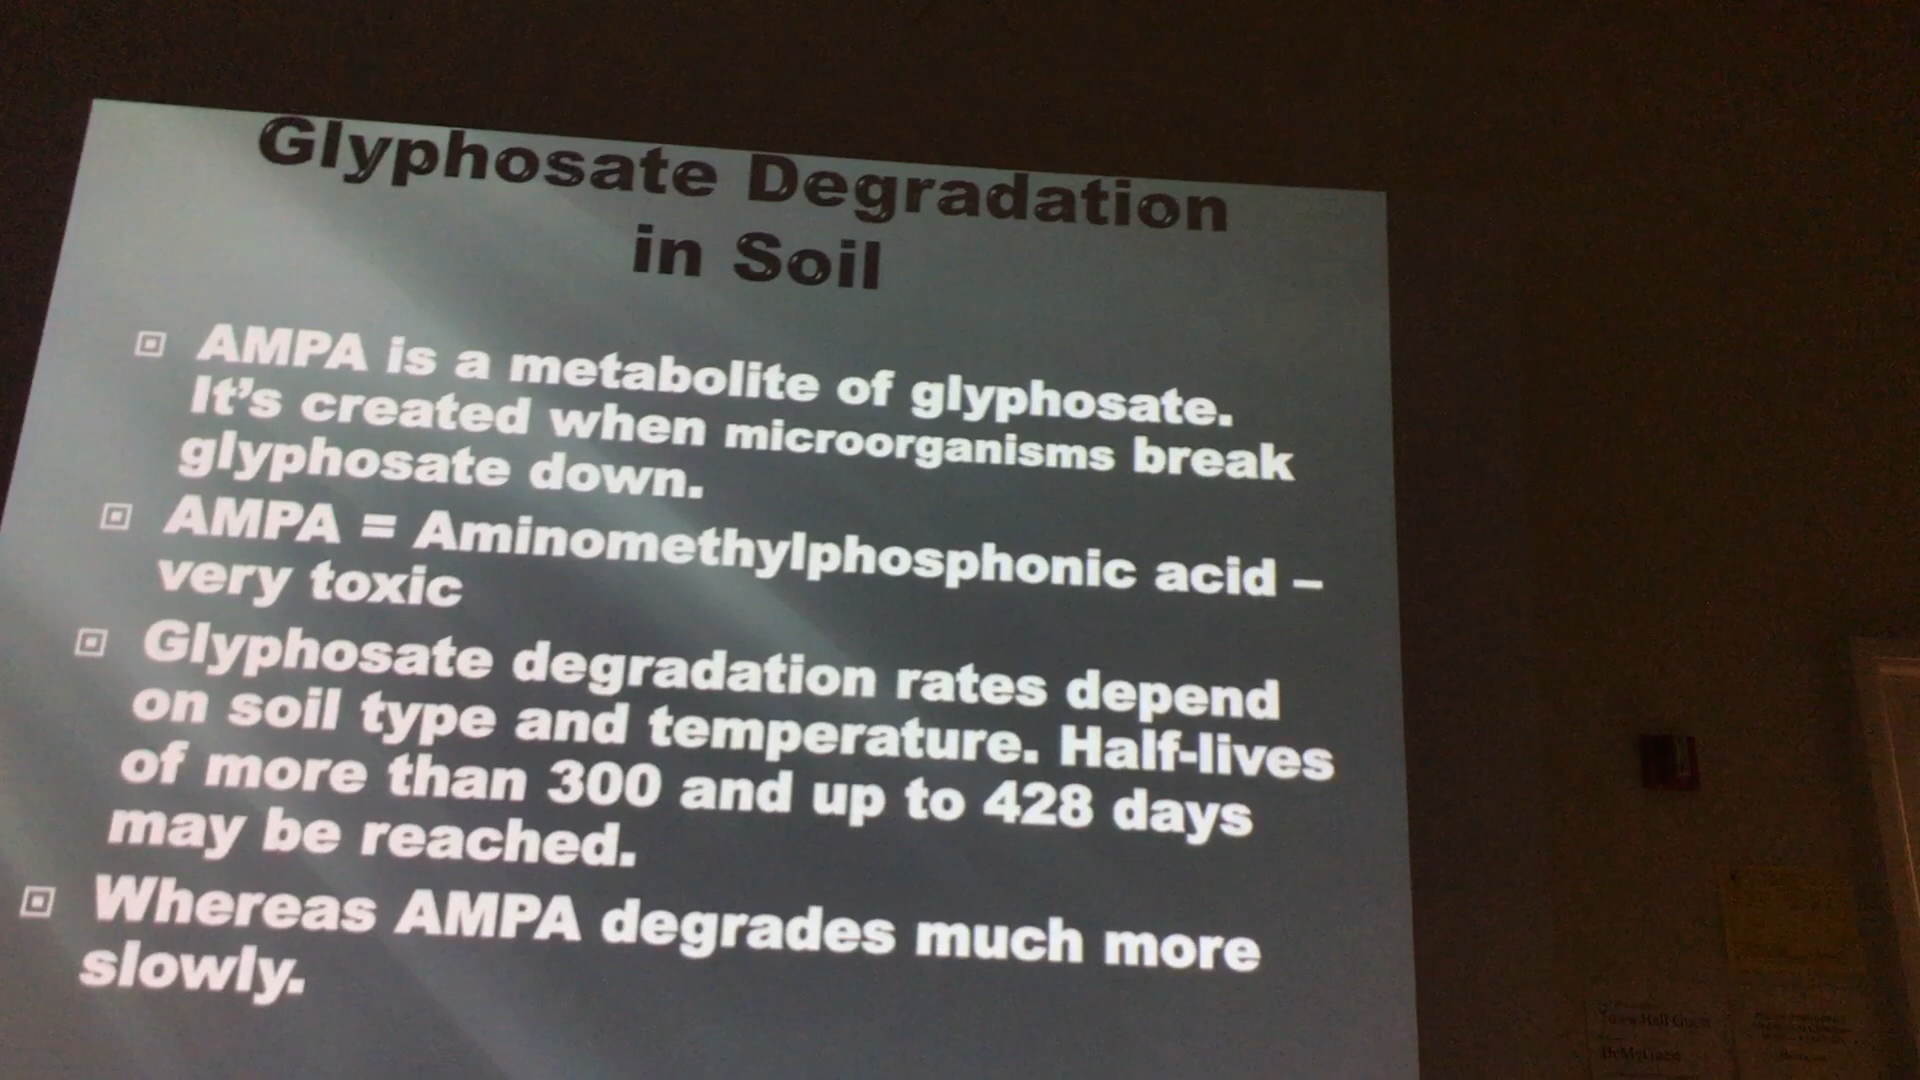 Glyphosate Degradation
in Soil
AMPA is a metabolite of glyphosate.
It's created when microorganisms break
glyphosate down.
AMPA = Aminomethylphosphonic acid –
very toxic
Glyphosate degradation rates depend
on soil type and temperature. Half-lives
of more than 300 and up to 428 days
may be reached.
Whereas AMPA degrades much more
slowly.